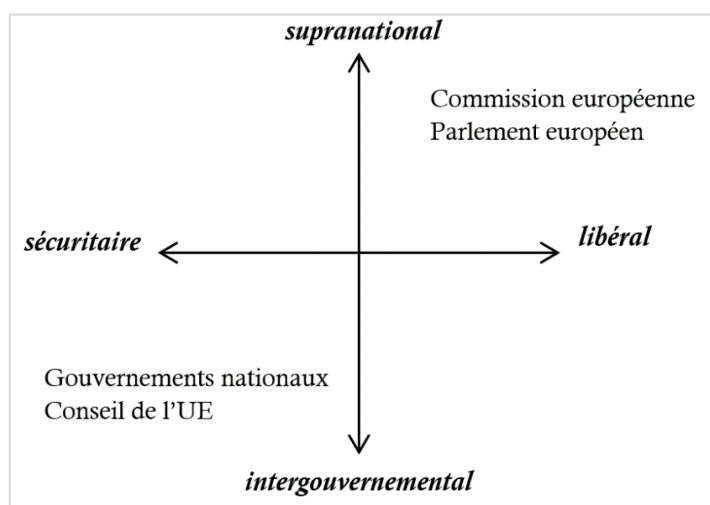 supranational
Commission européenne
Parlement européen
sécuritaire
libéral
Gouvernements nationaux
Conseil de l’UE
intergouvernemental